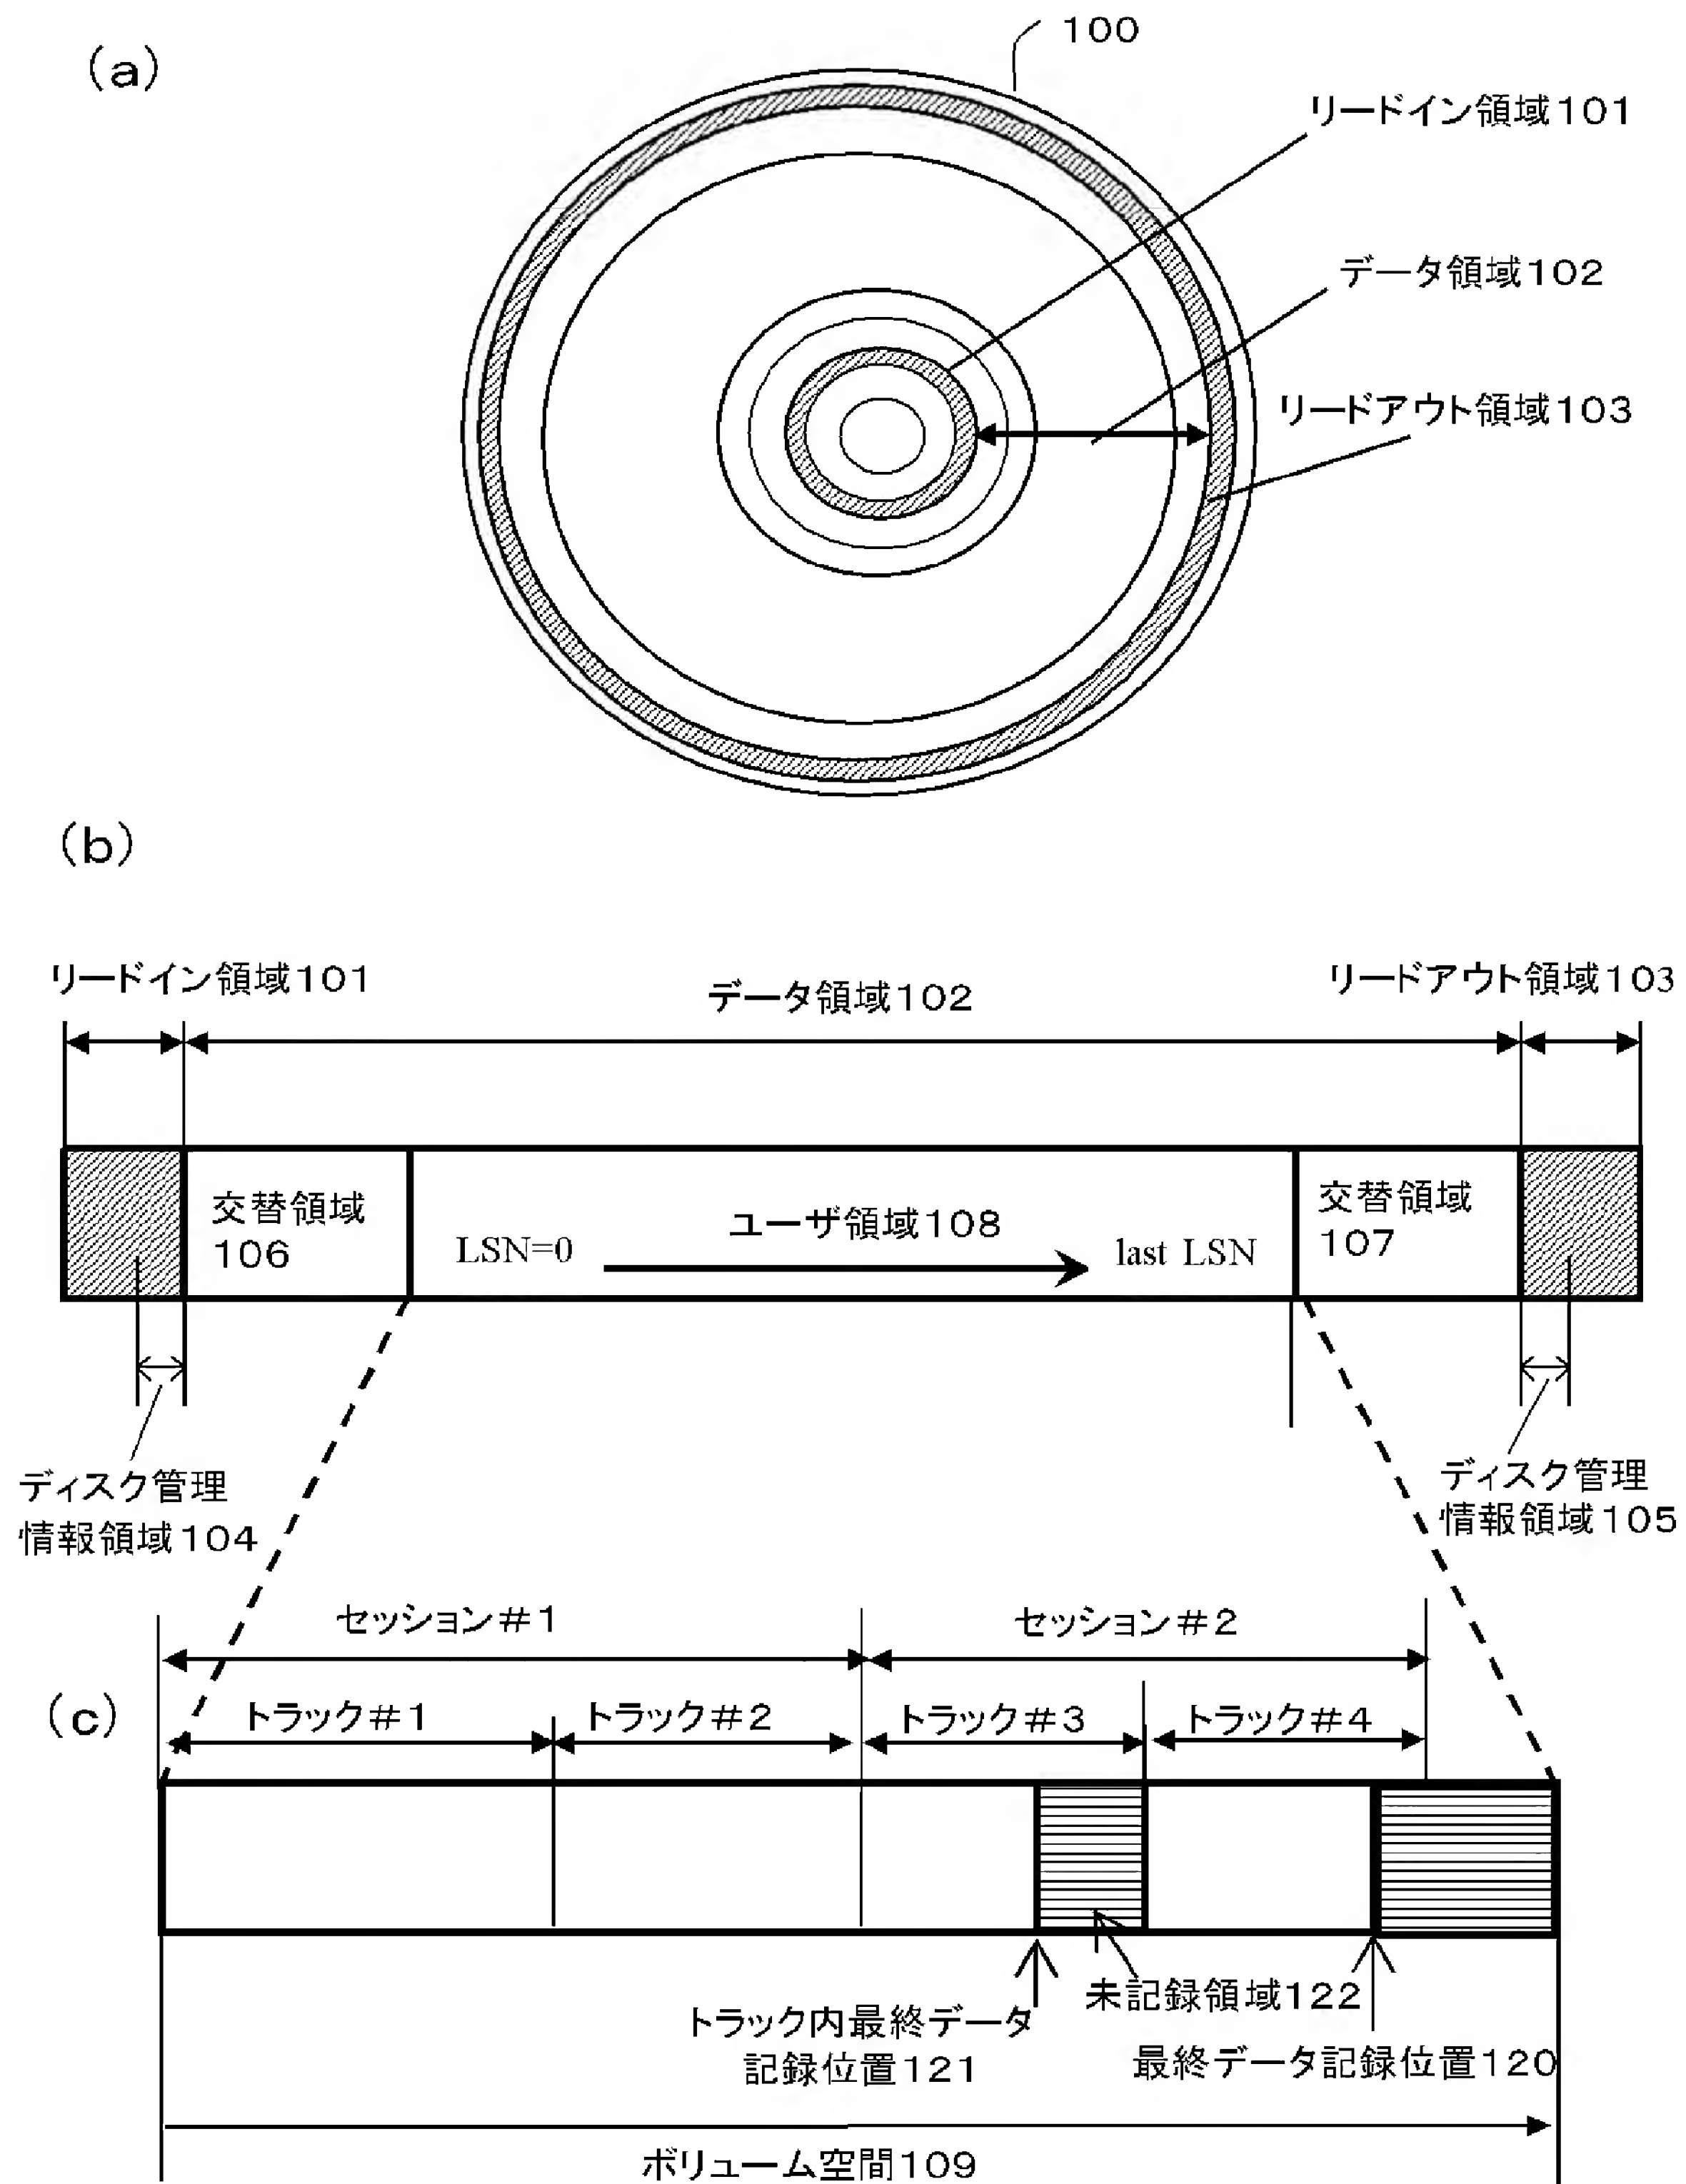 (a)
100
リードイン領域101
データ領域102
リードアウト領域103
(b)
リードイン領域101
データ領域102
リードアウト領域103
交替領域
106
LSN=0
ユーザ領域108
last LSN
交替領域
107
ディスク管理
情報領域104
ディスク管理
情報領域105
セッション#1
セッション#2
(c)
トラック#1
トラック#2
トラック#3
トラック#4
未記録領域122
トラック内最終データ
記録位置121
最終データ記録位置120
ボリューム空間109